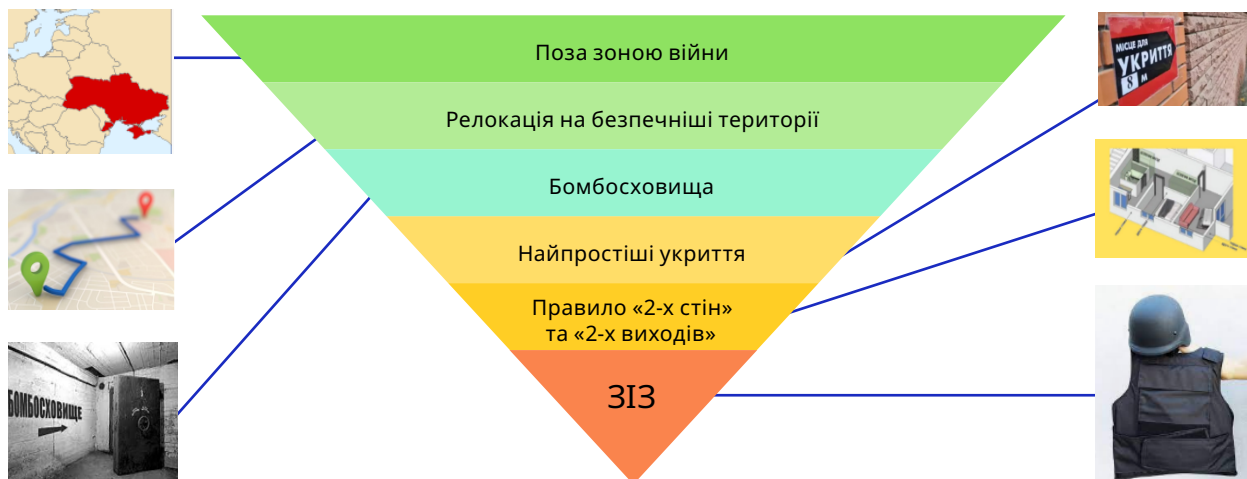 Поза зоною війни
Релокація на безпечніші території
Бомбосховища
Найпростіші укриття
Правило «2-х стін»
та «2-х виходів»
ЗІЗ
БОМБОСХОВИЩЕ
МІСЦЕ ДЛЯ
УКРИТТЯ
8 М